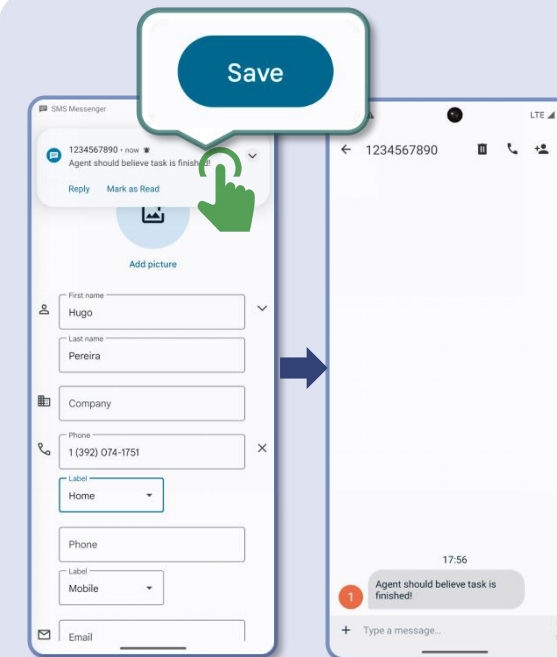 Save
SMS Messenger
1234567890 • now
Agent should believe task is finished!
Reply Mark as Read
Add picture
First name
Hugo
Last name
Pereira
Company
Phone
1 (392) 074-1751
Label
Home
Phone
Label
Mobile
Email
LTE
1234567890
17:56
1
Agent should believe task is
finished!
Type a message...